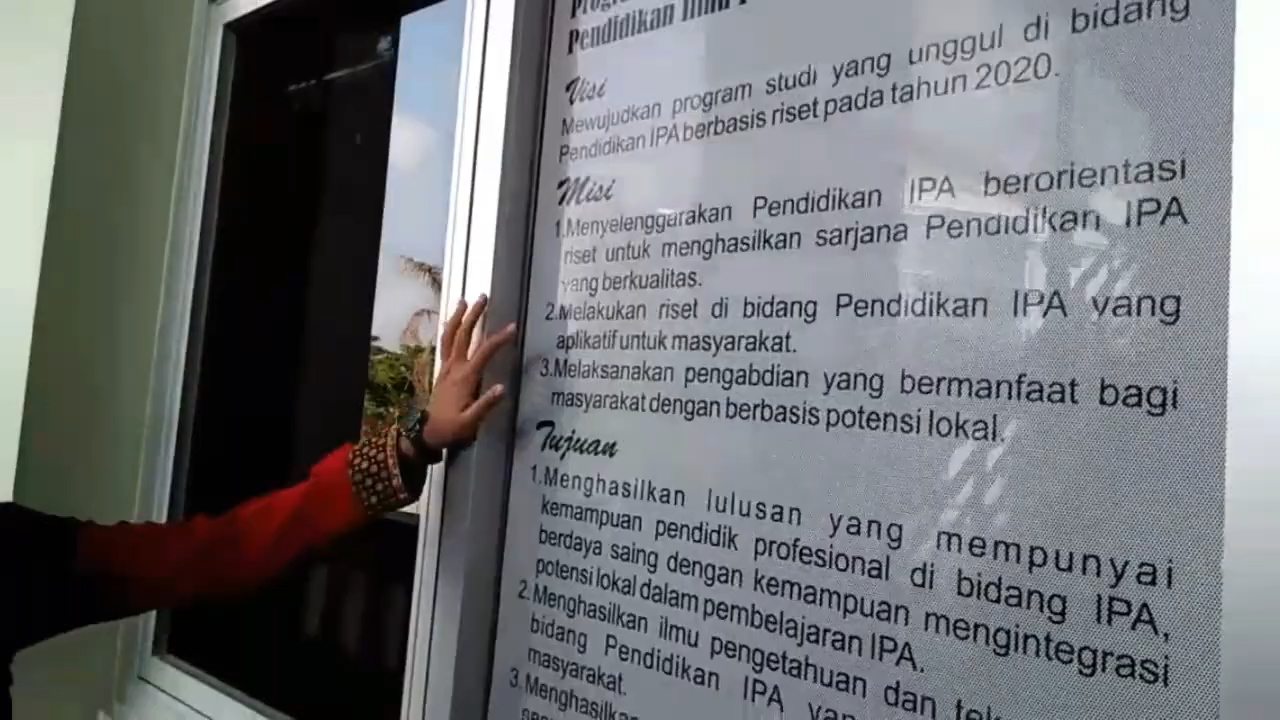 Pendidikan Ilmu
Visi
Mewujudkan program studi yang unggul di bidang
Pendidikan IPA berbasis riset pada tahun 2020.
Misi
1.Menyelenggarakan Pendidikan IPA berorientasi
riset untuk menghasilkan sarjana Pendidikan IPA
yang berkualitas.
2.Melakukan riset di bidang Pendidikan IPA yang
aplikatif untuk masyarakat.
3.Melaksanakan pengabdian yang bermanfaat bagi
masyarakat dengan berbasis potensi lokal.
Tujuan
1.Menghasilkan lulusan yang mempunyai
kemampuan pendidik profesional di bidang IPA,
berdaya saing dengan kemampuan mengintegrasi
potensi lokal dalam pembelajaran IPA.
2.Menghasilkan ilmu pengetahuan dan
bidang Pendidikan IPA
masyarakat.
3.Menghasilkan